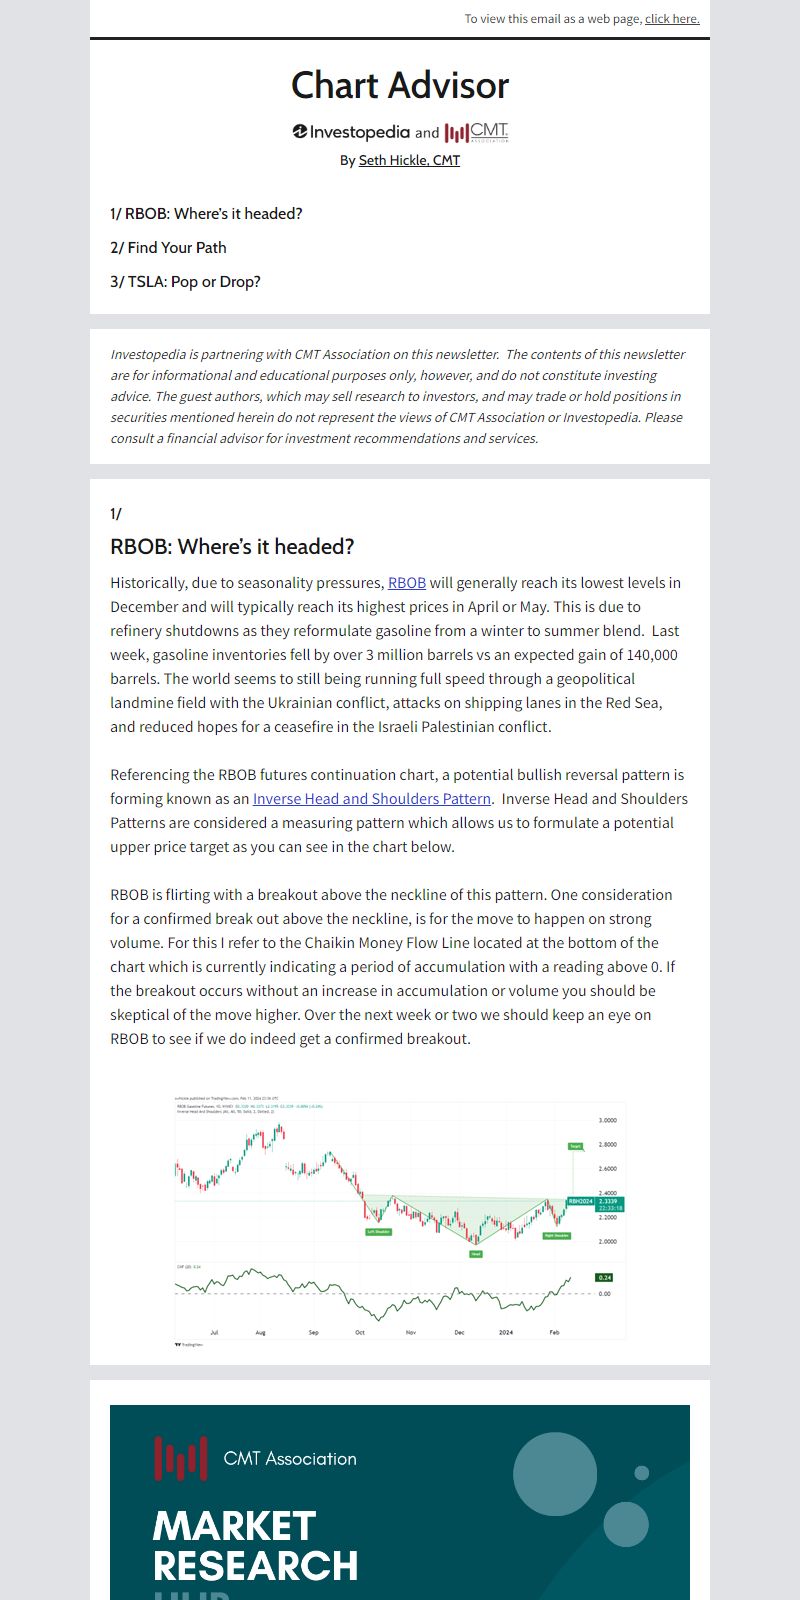 To view this email as a web page, click here.
Chart Advisor
Investopedia and CMT ASSOCIATION
By Seth Hickle, CMT
1/ RBOB: Where's it headed?
2/ Find Your Path
3/ TSLA: Pop or Drop?
Investopedia is partnering with CMT Association on this newsletter.  The contents of this newsletter
are for informational and educational purposes only, however, and do not constitute investing
advice. The guest authors, which may sell research to investors, and may trade or hold positions in
securities mentioned herein do not represent the views of CMT Association or Investopedia. Please
consult a financial advisor for investment recommendations and services.
1/
RBOB: Where's it headed?
Historically, due to seasonality pressures, RBOB will generally reach its lowest levels in
December and will typically reach its highest prices in April or May. This is due to
refinery shutdowns as they reformulate gasoline from a winter to summer blend.  Last
week, gasoline inventories fell by over 3 million barrels vs an expected gain of 140,000
barrels. The world seems to still being running full speed through a geopolitical
landmine field with the Ukrainian conflict, attacks on shipping lanes in the Red Sea,
and reduced hopes for a ceasefire in the Israeli Palestinian conflict.
Referencing the RBOB futures continuation chart, a potential bullish reversal pattern is
forming known as an Inverse Head and Shoulders Pattern.  Inverse Head and Shoulders
Patterns are considered a measuring pattern which allows us to formulate a potential
upper price target as you can see in the chart below.
RBOB is flirting with a breakout above the neckline of this pattern. One consideration
for a confirmed break out above the neckline, is for the move to happen on strong
volume. For this I refer to the Chaikin Money Flow Line located at the bottom of the
chart which is currently indicating a period of accumulation with a reading above 0. If
the breakout occurs without an increase in accumulation or volume you should be
skeptical of the move higher. Over the next week or two we should keep an eye on
RBOB to see if we do indeed get a confirmed breakout.
3.0000
Target
2.8000
2.6000
2.4000
RBH2024 2.3339
22:33:18
2.2000
Left Shoulder
Right Shoulder
2.0000
Head
CMF (20) 0.24
0.24
0.00
Jul Aug Sep Oct Nov Dec 2024 Feb
TradingView
CMT Association
MARKET
RESEARCH
HUB